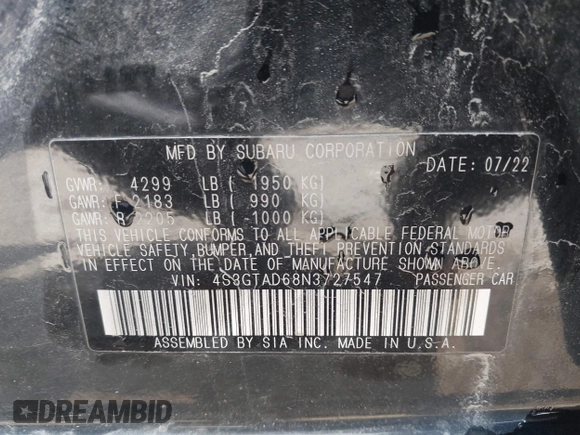 MFD BY SUBARU CORPORATION
DATE: 07/22
GVWR: 4299 LB ( 1950 KG)
GAWR: 2183 LB ( 990 KG)
GAWR: R 2205 LB ( 1000 KG)
THIS VEHICLE CONFORMS TO ALL APPLICABLE FEDERAL MOTOR
VEHICLE SAFETY, BUMPER, AND THEFT PREVENTION STANDARDS
IN EFFECT ON THE DATE OF MANUFACTURE SHOWN ABOVE.
VIN: 4S3GTAD68N3727547 PASSENGER CAR
ASSEMBLED BY SIA INC. MADE IN U.S.A.
DREAMBID